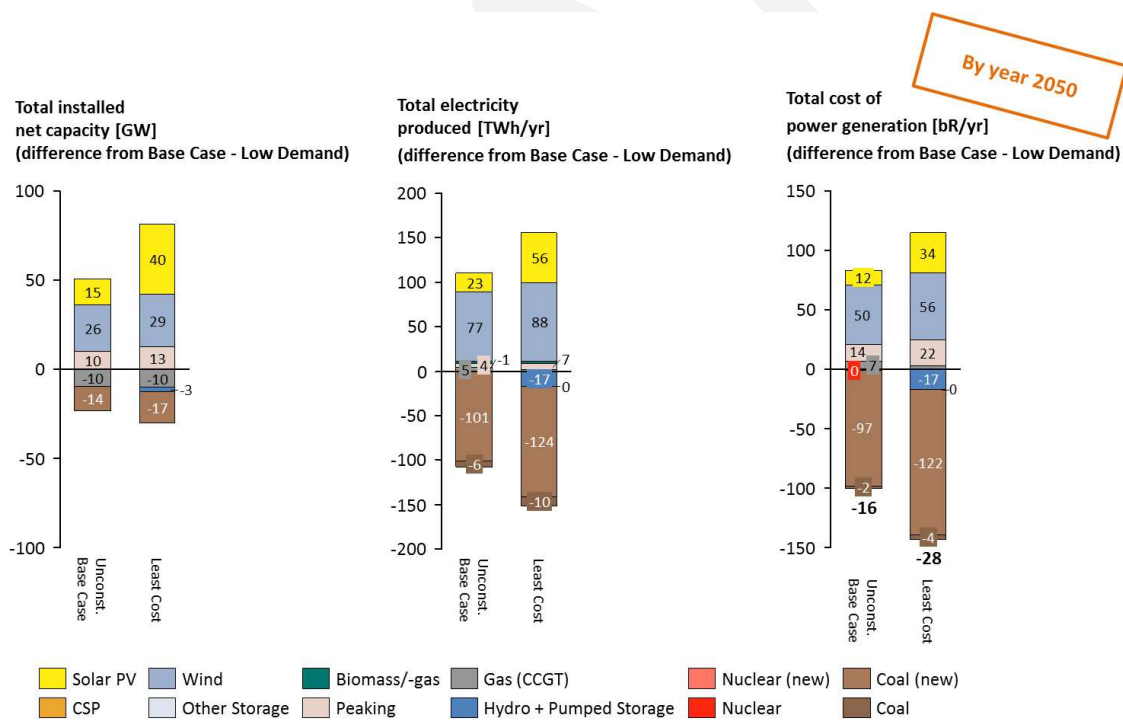 By year 2050
Total installed
net capacity [GW]
(difference from Base Case - Low Demand)
100
50
0
-50
-100
15
26
10
-10
-14
40
29
13
-10
-3
-17
Unconst.
Base Case
Least Cost
Total electricity
produced [TWh/yr]
(difference from Base Case - Low Demand)
200
150
100
50
0
-50
-100
-150
-200
23
77
5
4
-1
-101
-6
56
88
7
-17
0
-124
-10
Unconst.
Base Case
Least Cost
Total cost of
power generation [bR/yr]
(difference from Base Case - Low Demand)
150
100
50
0
-50
-100
-150
12
50
14
0
7
-97
-2
-16
34
56
22
-17
0
-122
-4
-28
Unconst.
Base Case
Least Cost
Solar PV
Wind
Biomass/-gas
Gas (CCGT)
Nuclear (new)
Coal (new)
CSP
Other Storage
Peaking
Hydro + Pumped Storage
Nuclear
Coal